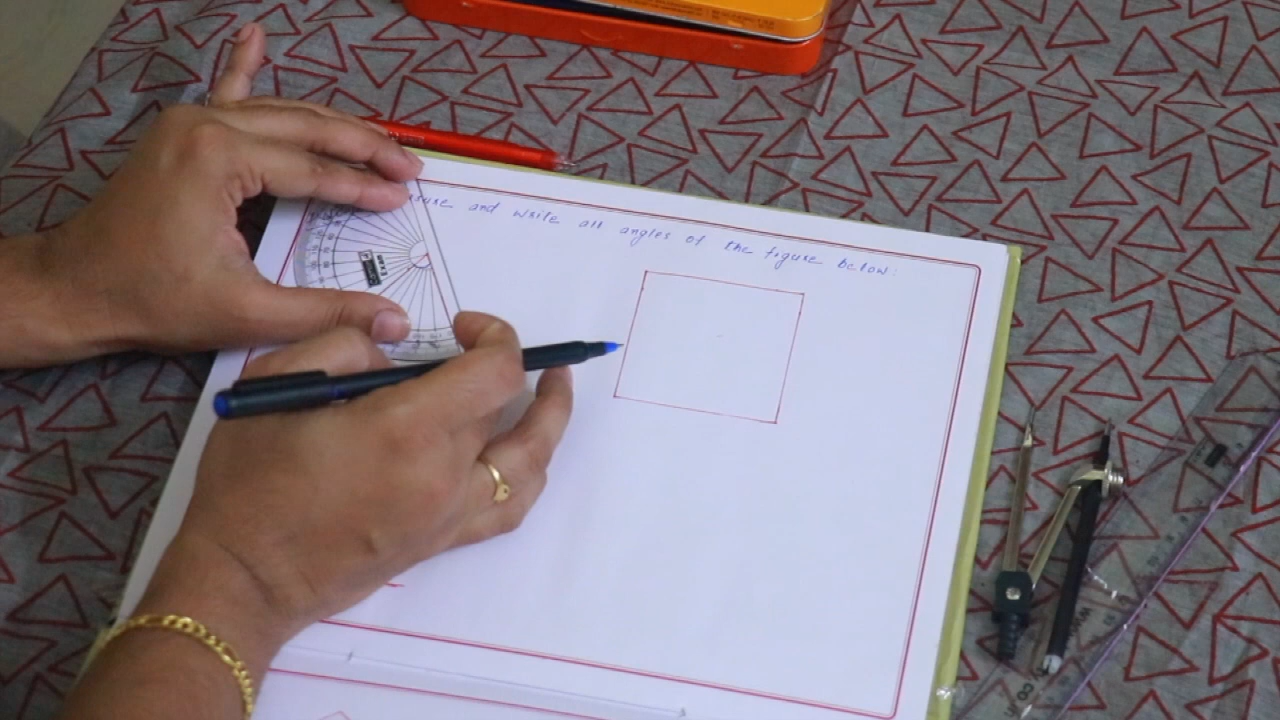 asure and write all angles of the figure below: